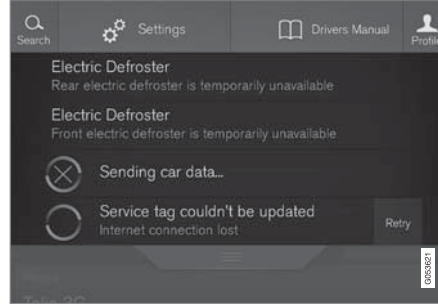 Search
Settings
Drivers Manual
Profile
Electric Defroster
Rear electric defroster is temporarily unavailable
Electric Defroster
Front electric defroster is temporarily unavailable
Sending car data...
Service tag couldn't be updated
Internet connection lost
Retry
G053621